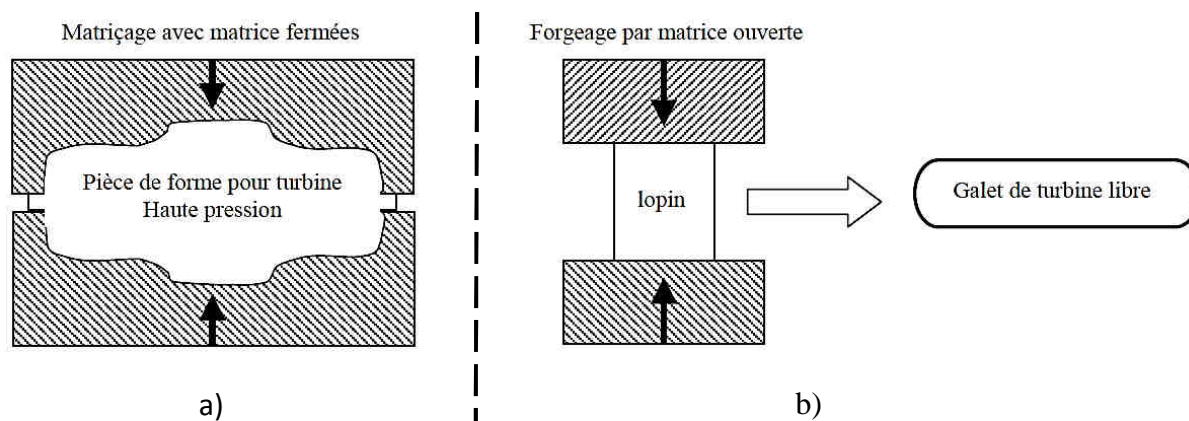 Matriçage avec matrice fermées
Pièce de forme pour turbine
Haute pression
a)
Forgeage par matrice ouverte
lopin
Galet de turbine libre
b)